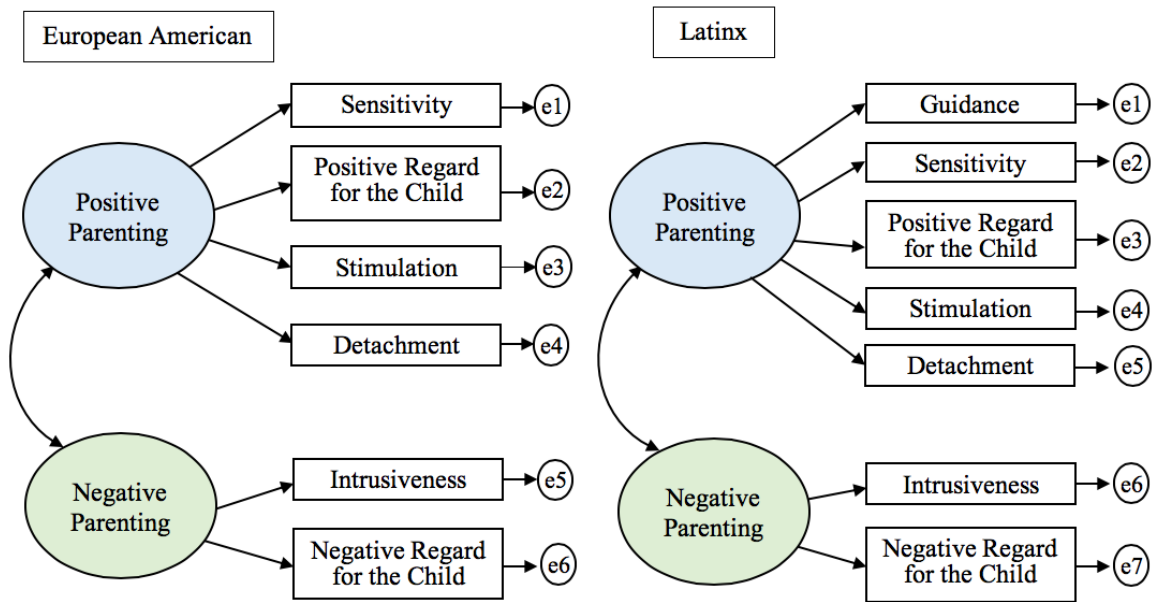 European American
Sensitivity
e1
Positive Regard
for the Child
e2
Positive
Parenting
Stimulation
e3
Detachment
e4
Negative
Parenting
Intrusiveness
e5
Negative Regard
for the Child
e6
Latinx
Guidance
e1
Sensitivity
e2
Positive
Parenting
Positive Regard
for the Child
e3
Stimulation
e4
Detachment
e5
Negative
Parenting
Intrusiveness
e6
Negative Regard
for the Child
e7